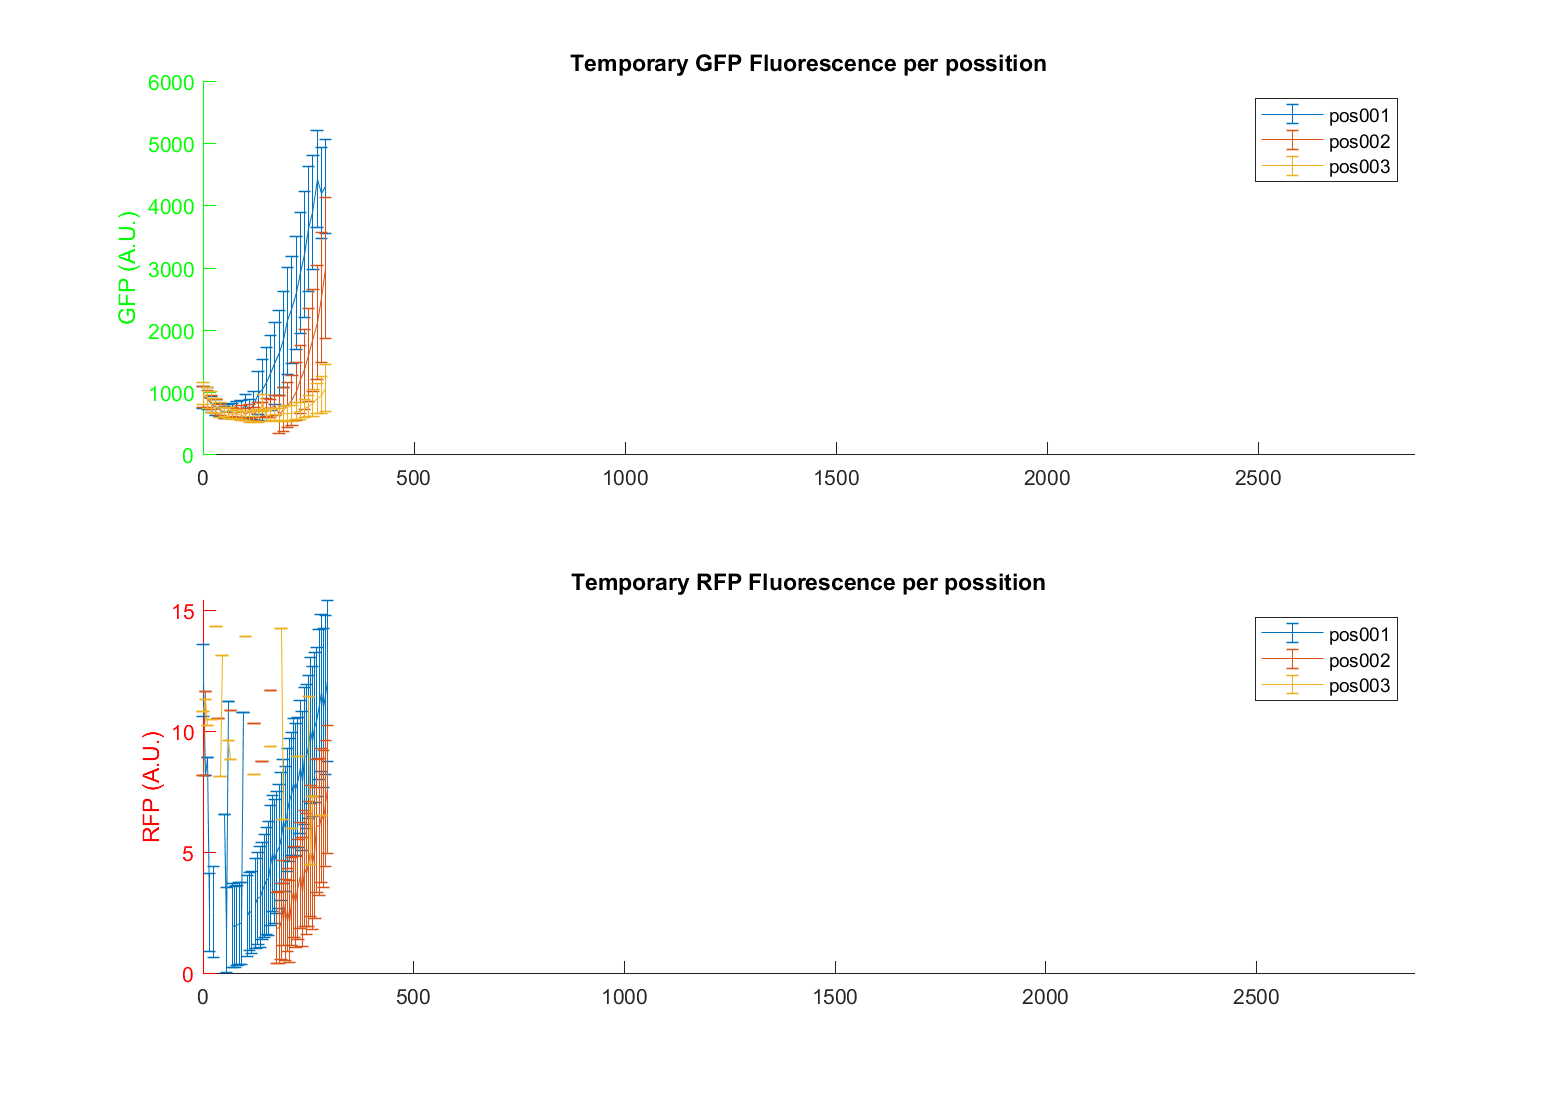 Temporary GFP Fluorescence per possition
6000
5000
4000
3000
2000
1000
0
GFP (A.U.)
pos001
pos002
pos003
0 500 1000 1500 2000 2500
Temporary RFP Fluorescence per possition
15
10
5
0
RFP (A.U.)
pos001
pos002
pos003
0 500 1000 1500 2000 2500